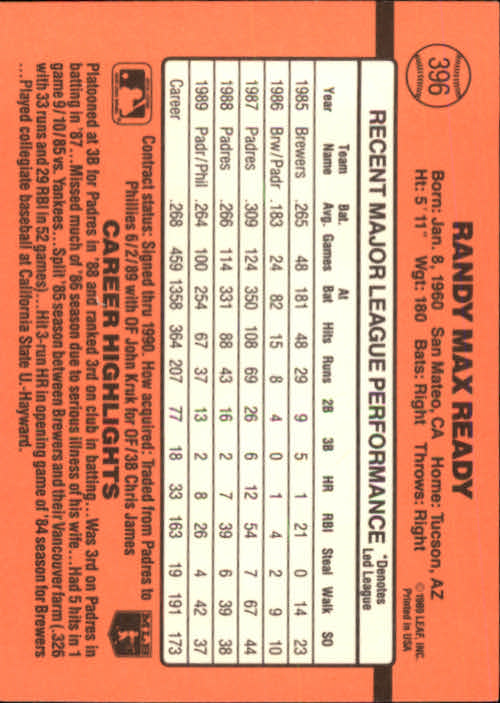 396
RANDY MAX READY
Born: Jan. 8, 1960 San Mateo, CA Home: Tucson, AZ
Ht: 5' 11" Wgt: 180 Bats: Right Throws: Right
© 1989 LEAF, INC.
Printed in USA
RECENT MAJOR LEAGUE PERFORMANCE
*Denotes
Led League
Year Team Name Bat. Avg. Games At Bat Hits Runs 2B 3B HR RBI Steal Walk SO
1985 Brewers .265 48 181 48 29 9 5 1 21 0 14 23
1986 Brw/Padr .183 24 82 15 8 4 0 1 4 2 9 10
1987 Padres .309 124 350 108 69 26 6 12 54 7 67 44
1988 Padres .266 114 331 88 43 16 2 7 39 6 39 38
1989 Padr/Phil .264 100 254 67 37 13 2 8 26 4 42 37
Career .268 459 1358 364 207 77 18 33 163 19 191 173
Contract status: Signed thru 1990. How acquired: Traded from Padres to
Phillies 6/2/89 with OF John Kruk for OF/3B Chris James
CAREER HIGHLIGHTS
MLB
Platooned at 3B for Padres in '88 and ranked 3rd on club in batting...Was 3rd on Padres in
batting in '87...Missed much of '86 season due to serious illness of his wife...Had 5 hits in 1
game 9/10/85 vs. Yankees...Split '85 season between Brewers and their Vancouver farm (.326
with 33 runs and 29 RBI in 52 games)...Hit 3-run HR in opening game of '84 season for Brewers
...Played collegiate baseball at California State U.-Hayward.